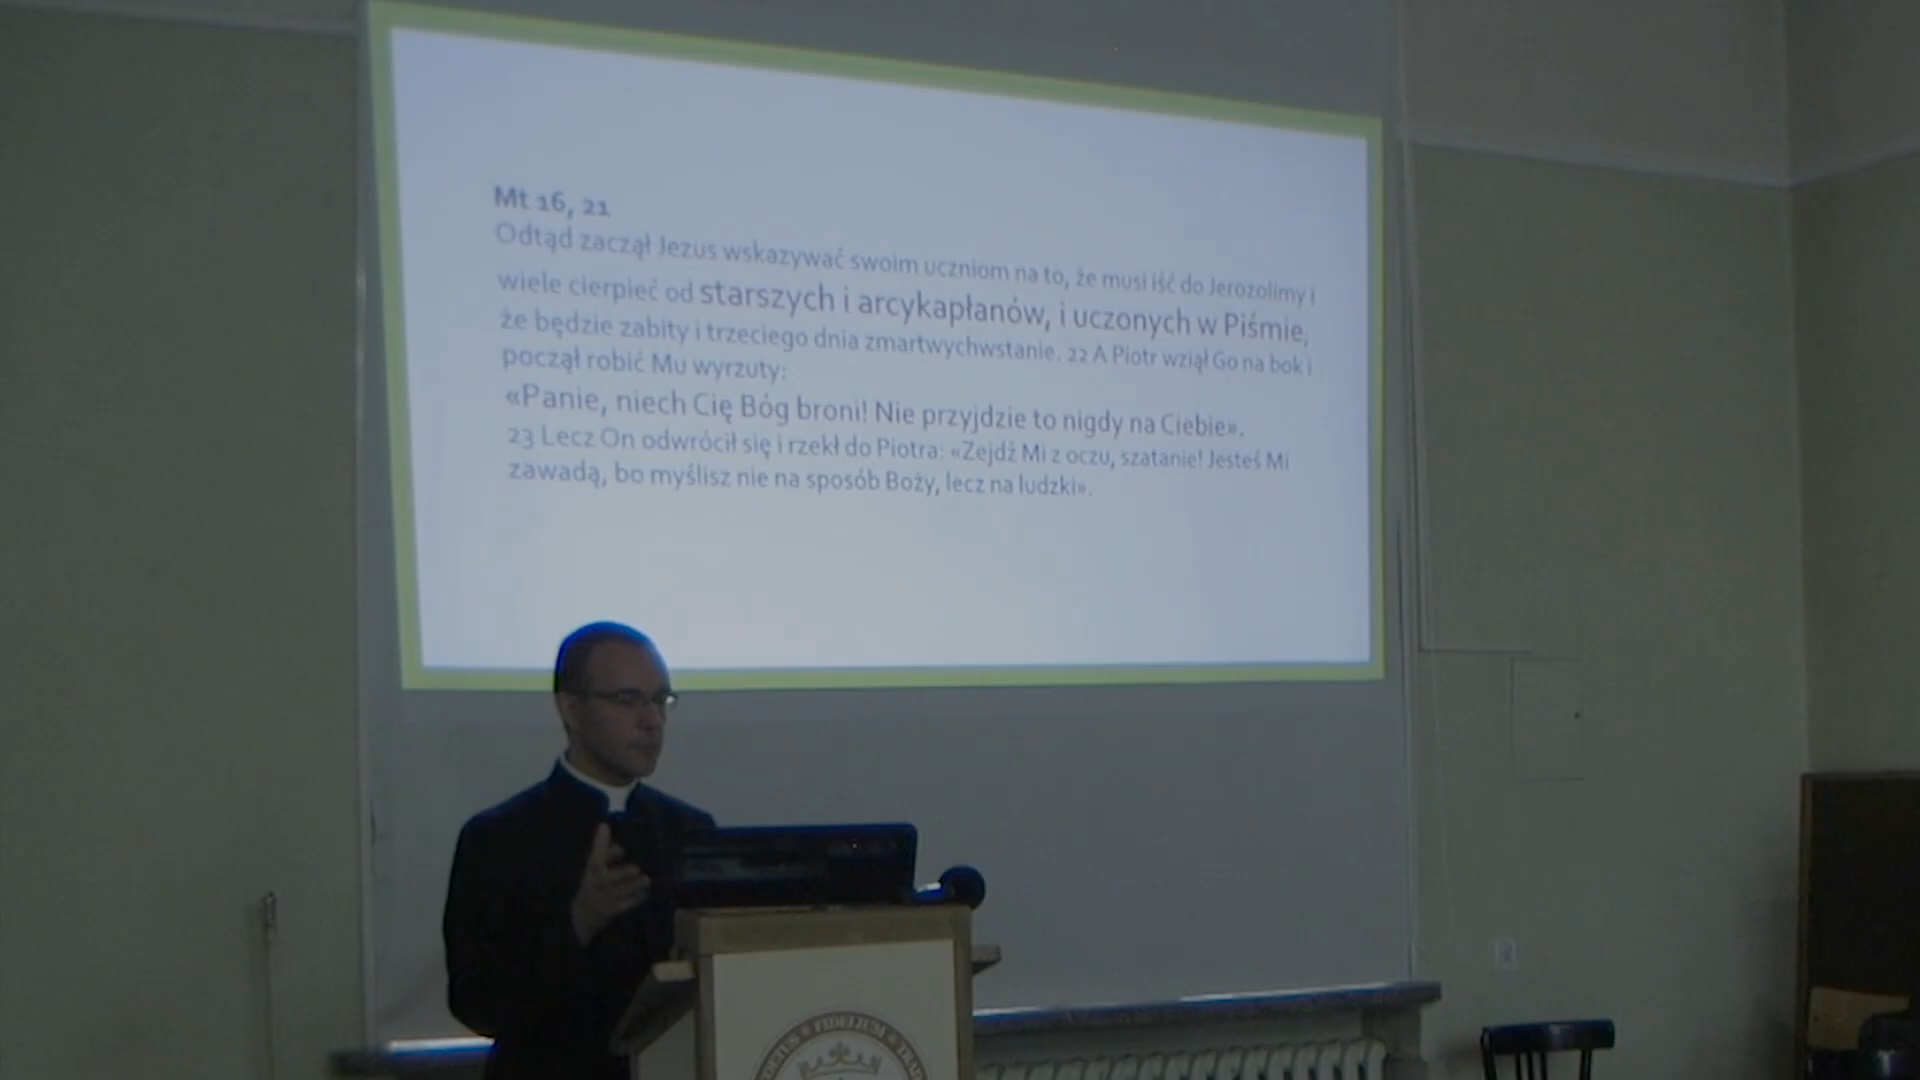 Mt 16, 21
Odtąd zaczął Jezus wskazywać swoim uczniom na to, że musi iść do Jerozolimy i
wiele cierpieć od starszych i arcykapłanów, i uczonych w Piśmie,
że będzie zabity i trzeciego dnia zmartwychwstanie. 22 A Piotr wziął Go na bok i
począł robić Mu wyrzuty:
«Panie, niech Cię Bóg broni! Nie przyjdzie to nigdy na Ciebie».
23 Lecz On odwrócił się i rzekł do Piotra: «Zejdź Mi z oczu, szatanie! Jesteś Mi
zawadą, bo myślisz nie na sposób Boży, lecz na ludzki».
FIDELIUM